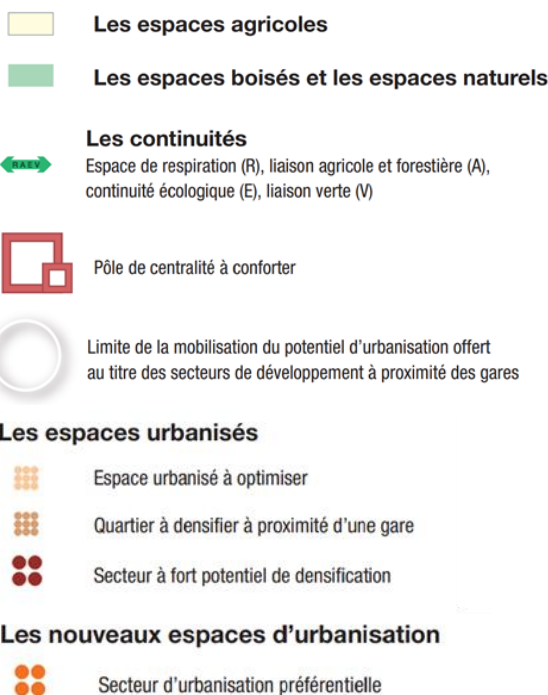 Les espaces agricoles
Les espaces boisés et les espaces naturels
Les continuités
RAEV
Espace de respiration (R), liaison agricole et forestière (A),
continuité écologique (E), liaison verte (V)
Pôle de centralité à conforter
Limite de la mobilisation du potentiel d’urbanisation offert
au titre des secteurs de développement à proximité des gares
Les espaces urbanisés
Espace urbanisé à optimiser
Quartier à densifier à proximité d’une gare
Secteur à fort potentiel de densification
Les nouveaux espaces d’urbanisation
Secteur d’urbanisation préférentielle